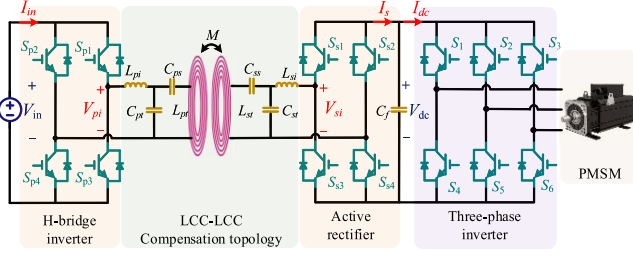 I_in
I_s
I_dc
S_p2
S_p1
L_pi
C_ps
M
C_ss
L_si
S_s1
S_s2
S_1
S_2
S_3
+
+
+
+
V_in
V_pi
C_pt
L_pt
L_st
C_st
V_si
C_f
V_dc
−
−
−
−
S_p4
S_p3
S_s3
S_s4
S_4
S_5
S_6
PMSM
H-bridge
inverter
LCC-LCC
Compensation topology
Active
rectifier
Three-phase
inverter